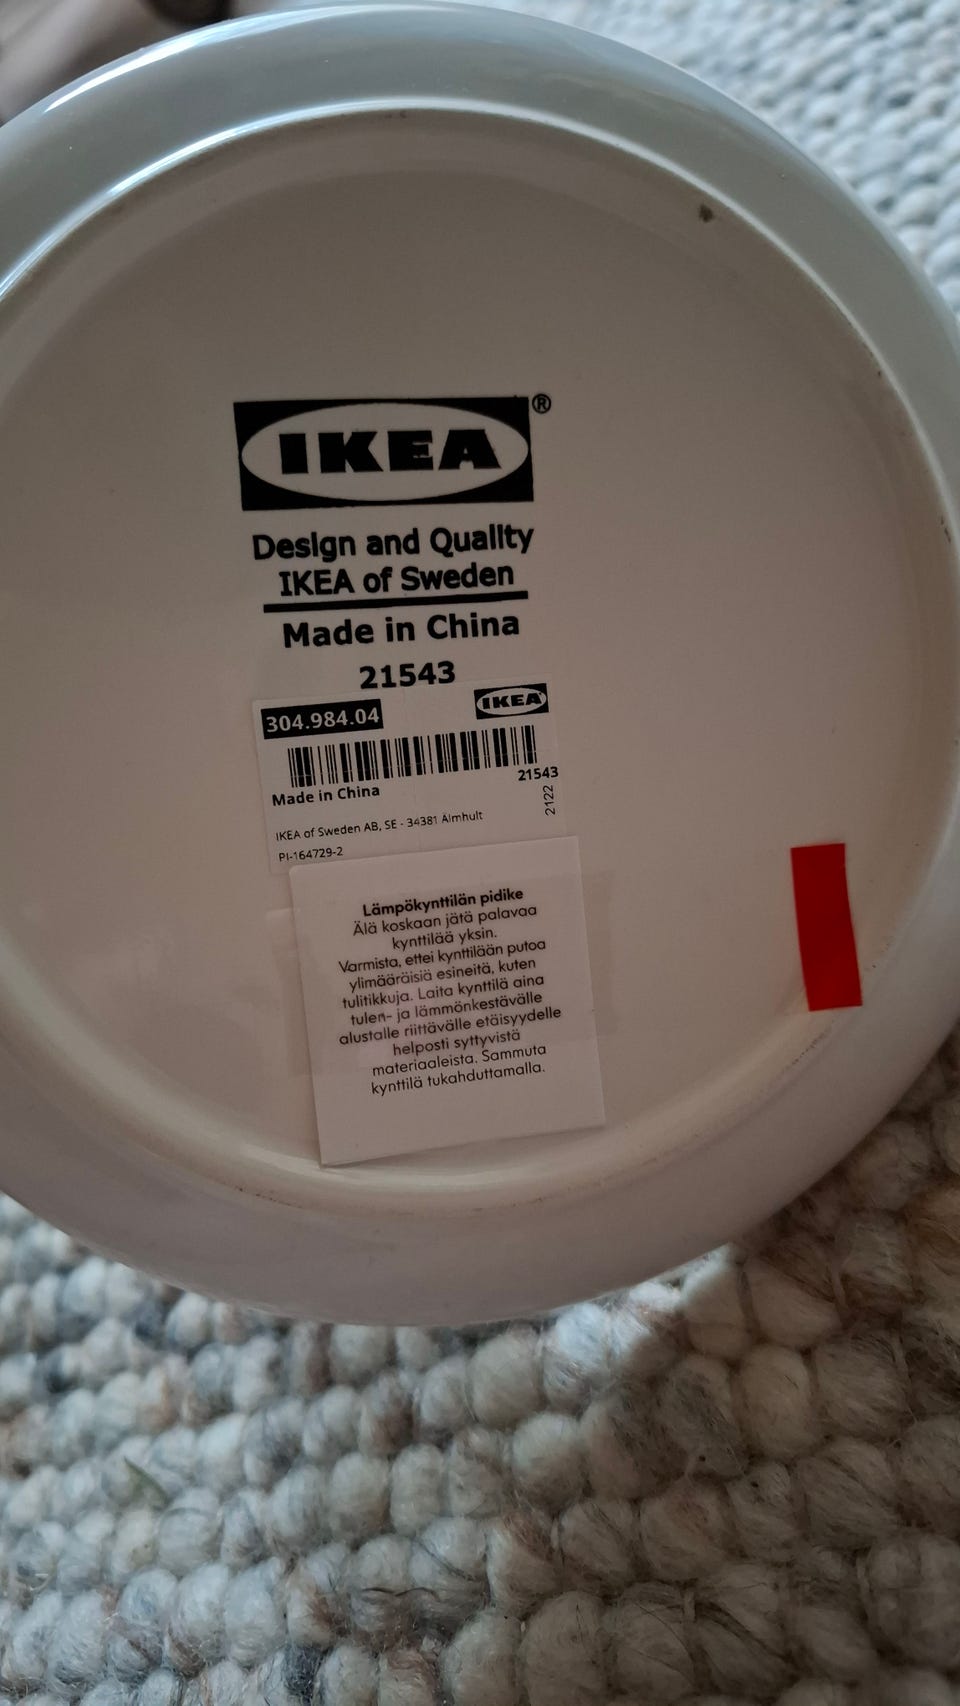 IKEA®
Design and Quality
IKEA of Sweden
Made in China
21543
304.984.04
IKEA
21543
Made in China
2122
IKEA of Sweden AB, SE - 34381 Älmhult
PI-164729-2
Lämpökynttilän pidike
Älä koskaan jätä palavaa
kynttilää yksin.
Varmista, ettei kynttilään putoa
ylimääräisiä esineitä, kuten
tulitikkuja. Laita kynttilä aina
tulen- ja lämmönkestävälle
alustalle riittävälle etäisyydelle
helposti syttyvistä
materiaaleista. Sammuta
kynttilä tukahduttamalla.